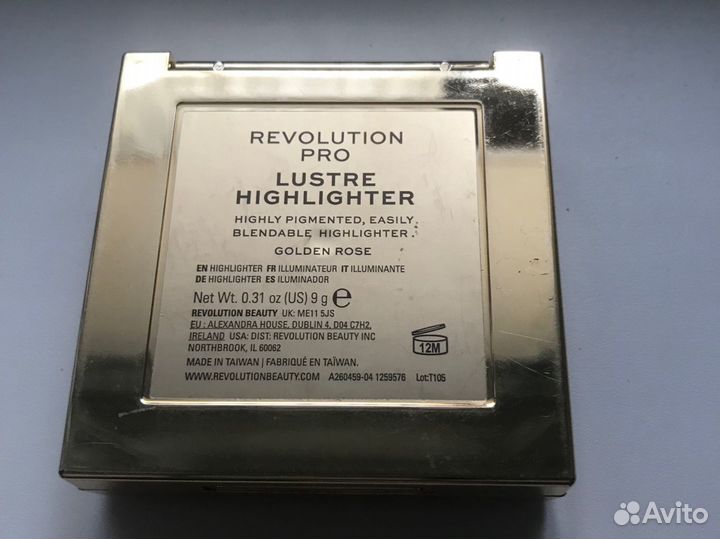 REVOLUTION
PRO
LUSTRE
HIGHLIGHTER
HIGHLY PIGMENTED, EASILY
BLENDABLE HIGHLIGHTER.
GOLDEN ROSE
EN HIGHLIGHTER FR ILLUMINATEUR IT ILLUMINANTE
DE HIGHLIGHTER ES ILUMINADOR
Net Wt. 0.31 oz (US) 9 g e
REVOLUTION BEAUTY UK: ME11 5JS
EU : ALEXANDRA HOUSE, DUBLIN 4, D04 C7H2,
IRELAND USA: DIST: REVOLUTION BEAUTY INC
NORTHBROOK, IL 60062
12M
MADE IN TAIWAN | FABRIQUÉ EN TAÏWAN.
WWW.REVOLUTIONBEAUTY.COM A260459-04 1259576 Lot:T105
Avito